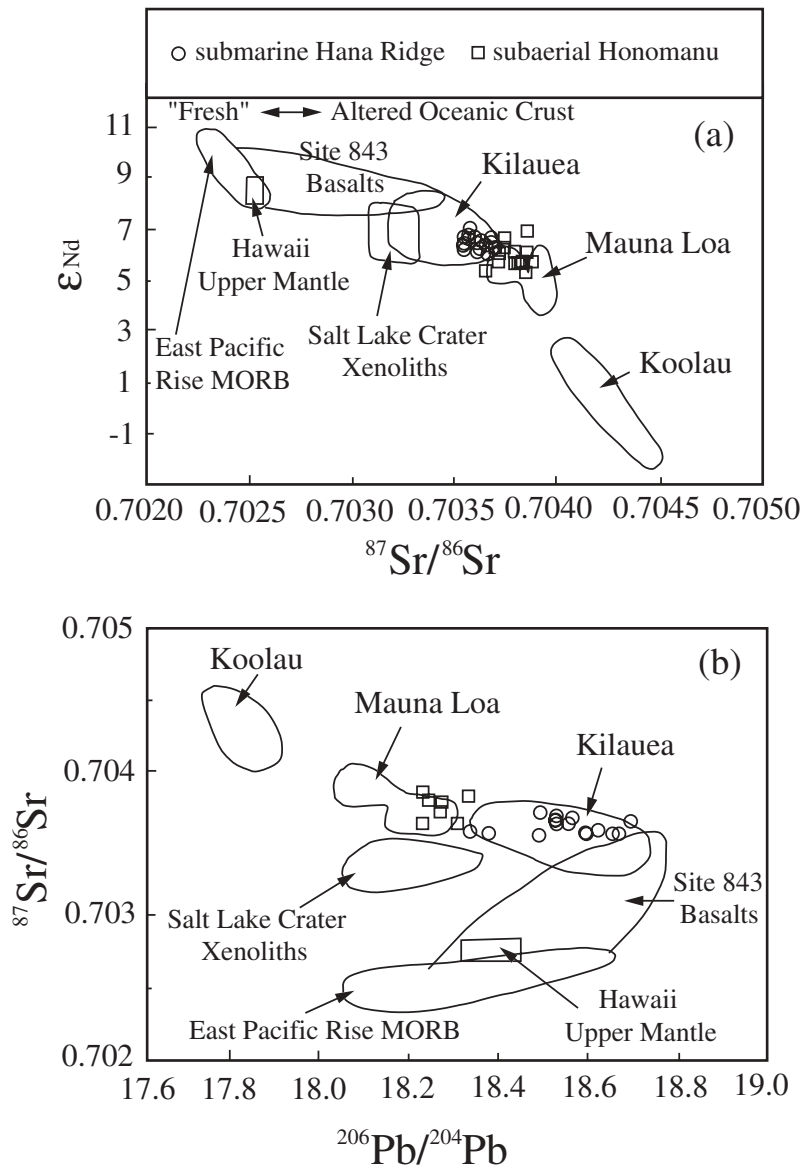 submarine Hana Ridge subaerial Honomanu
"Fresh" Altered Oceanic Crust
(a)
11
9
7
5
3
1
-1
εNd
Site 843
Basalts
Kilauea
Hawaii
Upper Mantle
Mauna Loa
East Pacific
Rise MORB
Salt Lake Crater
Xenoliths
Koolau
0.7020 0.7025 0.7030 0.7035 0.7040 0.7045 0.7050
⁸⁷Sr/⁸⁶Sr
(b)
0.705
0.704
0.703
0.702
⁸⁷Sr/⁸⁶Sr
Koolau
Mauna Loa
Kilauea
Site 843
Basalts
Salt Lake Crater
Xenoliths
Hawaii
Upper Mantle
East Pacific Rise MORB
17.6 17.8 18.0 18.2 18.4 18.6 18.8 19.0
²⁰⁶Pb/²⁰⁴Pb